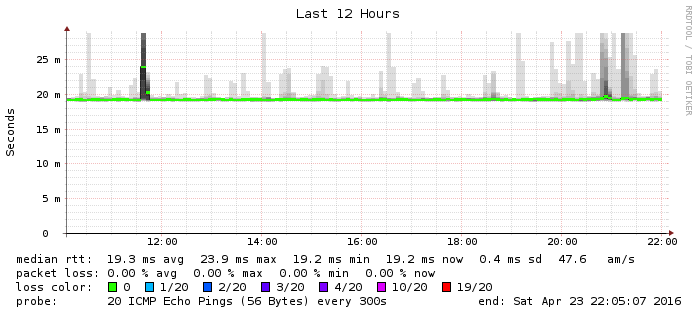 Last 12 Hours
RRDTOOL / TOBI OETIKER
Seconds
25 m
20 m
15 m
10 m
5 m
0
12:00 14:00 16:00 18:00 20:00 22:00
median rtt: 19.3 ms avg 23.9 ms max 19.2 ms min 19.2 ms now 0.4 ms sd 47.6 am/s
packet loss: 0.00 % avg 0.00 % max 0.00 % min 0.00 % now
loss color: 0 1/20 2/20 3/20 4/20 10/20 19/20
probe: 20 ICMP Echo Pings (56 Bytes) every 300s end: Sat Apr 23 22:05:07 2016